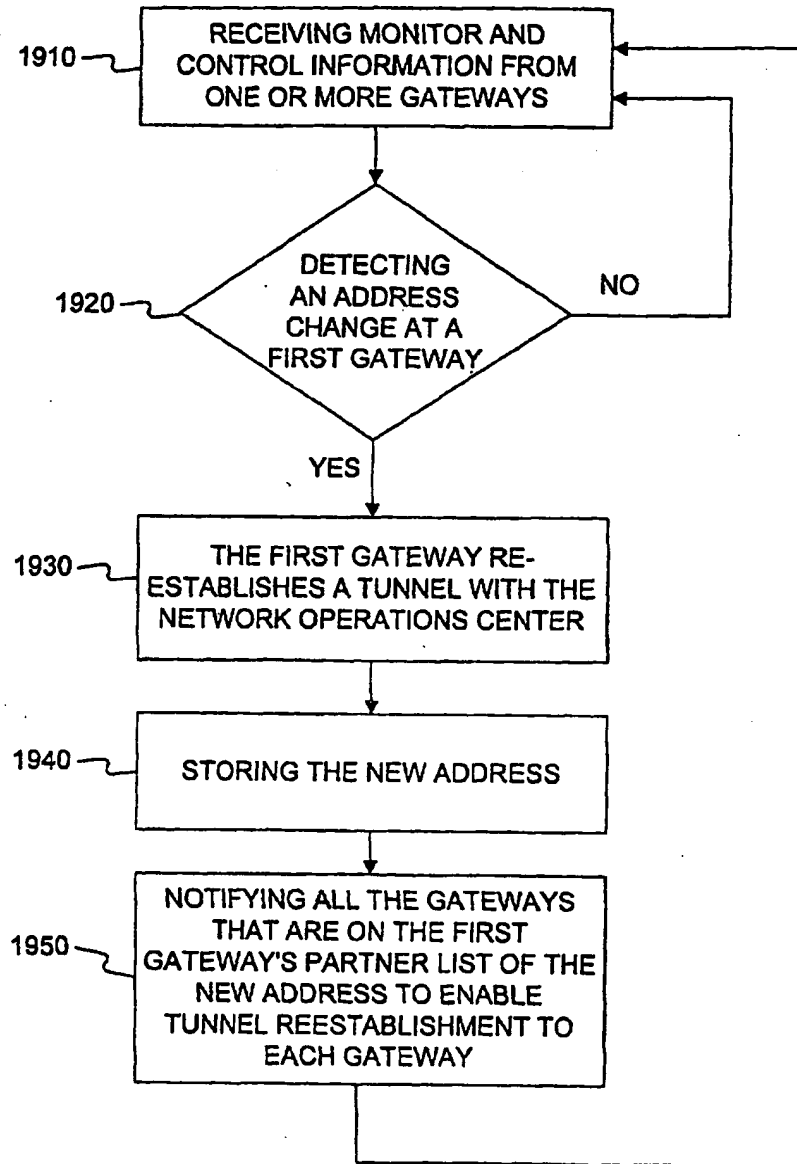 1910
RECEIVING MONITOR AND
CONTROL INFORMATION FROM
ONE OR MORE GATEWAYS
1920
DETECTING
AN ADDRESS
CHANGE AT A
FIRST GATEWAY
NO
YES
1930
THE FIRST GATEWAY RE-
ESTABLISHES A TUNNEL WITH THE
NETWORK OPERATIONS CENTER
1940
STORING THE NEW ADDRESS
1950
NOTIFYING ALL THE GATEWAYS
THAT ARE ON THE FIRST
GATEWAY'S PARTNER LIST OF THE
NEW ADDRESS TO ENABLE
TUNNEL REESTABLISHMENT TO
EACH GATEWAY